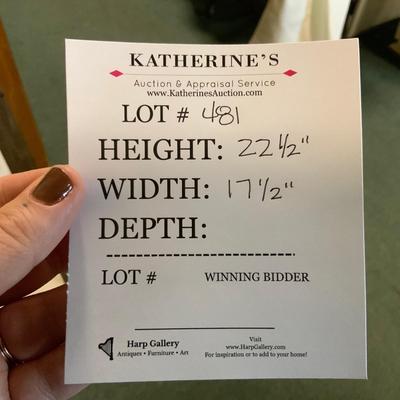 KATHERINE'S
Auction & Appraisal Service
www.KatherinesAuction.com
LOT # 481
HEIGHT: 22 1/2"
WIDTH: 17 1/2"
DEPTH:
LOT # WINNING BIDDER
Harp Gallery
Antiques • Furniture • Art
Visit
www.HarpGallery.com
For inspiration or to add to your home!